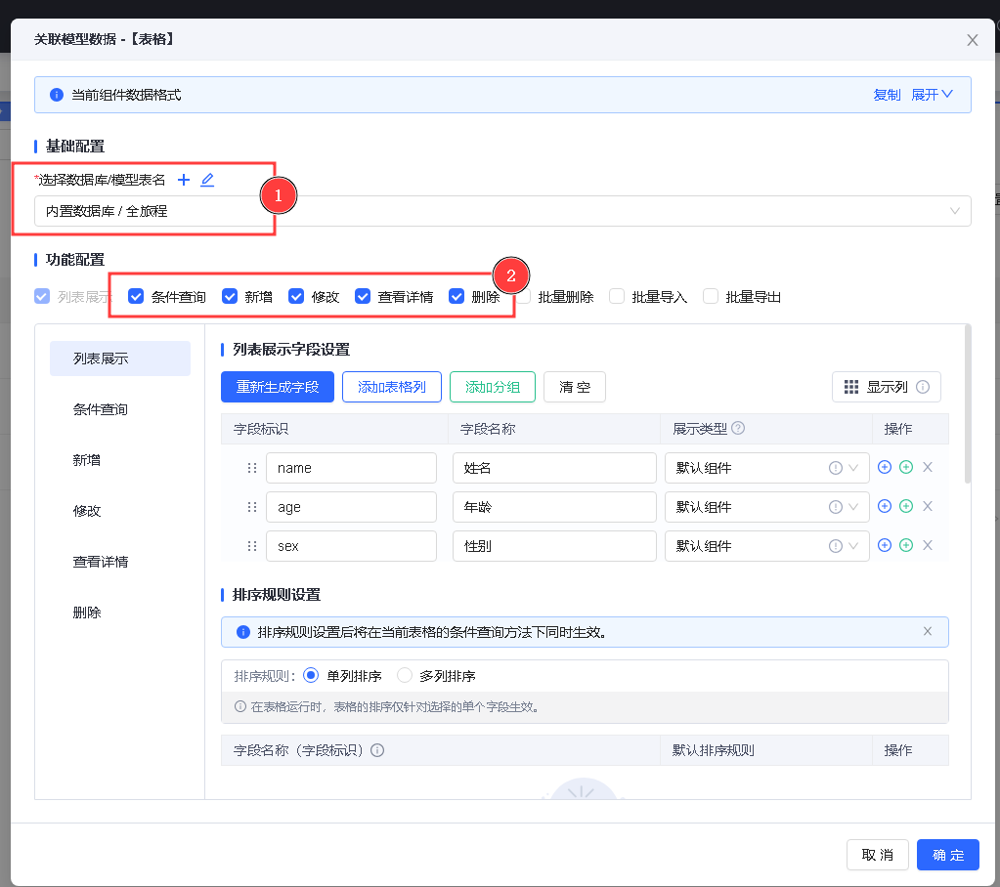 关联模型数据 -【表格】
当前组件数据格式 复制 展开
基础配置
*选择数据库/模型表名
1
内置数据库 / 全旅程
功能配置
2
列表展示 条件查询 新增 修改 查看详情 删除 批量删除 批量导入 批量导出
列表展示
条件查询
新增
修改
查看详情
删除
列表展示字段设置
重新生成字段 添加表格列 添加分组 清 空 显示列
字段标识 字段名称 展示类型 操作
name 姓名 默认组件
age 年龄 默认组件
sex 性别 默认组件
排序规则设置
排序规则设置后将在当前表格的条件查询方法下同时生效。
排序规则: 单列排序 多列排序
在表格运行时，表格的排序仅针对选择的单个字段生效。
字段名称（字段标识） 默认排序规则 操作
取 消 确 定